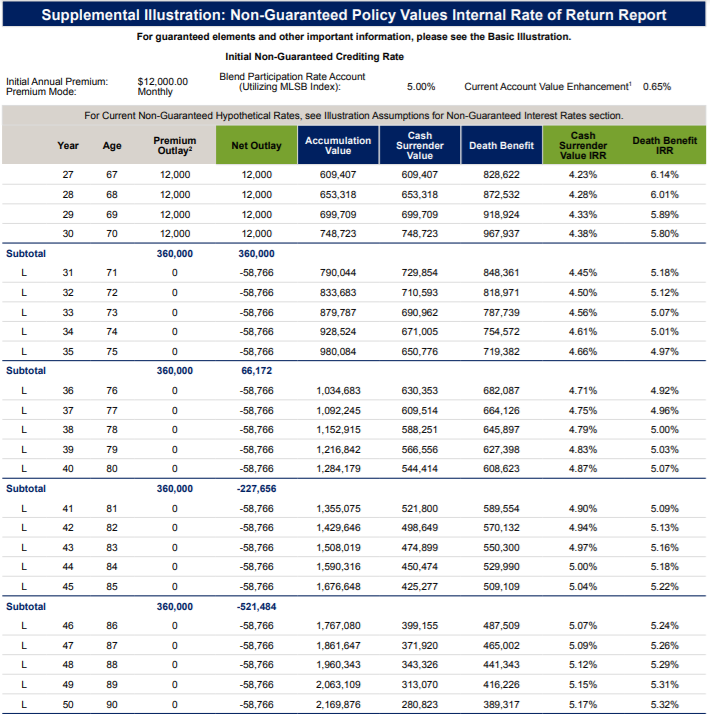 Supplemental Illustration: Non-Guaranteed Policy Values Internal Rate of Return Report
For guaranteed elements and other important information, please see the Basic Illustration.
Initial Non-Guaranteed Crediting Rate
Initial Annual Premium: $12,000.00
Premium Mode: Monthly
Blend Participation Rate Account
(Utilizing MLSB Index): 5.00%
Current Account Value Enhancement¹ 0.65%
For Current Non-Guaranteed Hypothetical Rates, see Illustration Assumptions for Non-Guaranteed Interest Rates section.
Year Age Premium Outlay² Net Outlay Accumulation Value Cash Surrender Value Death Benefit Cash Surrender Value IRR Death Benefit IRR
27 67 12,000 12,000 609,407 609,407 828,622 4.23% 6.14%
28 68 12,000 12,000 653,318 653,318 872,532 4.28% 6.01%
29 69 12,000 12,000 699,709 699,709 918,924 4.33% 5.89%
30 70 12,000 12,000 748,723 748,723 967,937 4.38% 5.80%
Subtotal 360,000 360,000
L 31 71 0 -58,766 790,044 729,854 848,361 4.45% 5.18%
L 32 72 0 -58,766 833,683 710,593 818,971 4.50% 5.12%
L 33 73 0 -58,766 879,787 690,962 787,739 4.56% 5.07%
L 34 74 0 -58,766 928,524 671,005 754,572 4.61% 5.01%
L 35 75 0 -58,766 980,084 650,776 719,382 4.66% 4.97%
Subtotal 360,000 66,172
L 36 76 0 -58,766 1,034,683 630,353 682,087 4.71% 4.92%
L 37 77 0 -58,766 1,092,245 609,514 664,126 4.75% 4.96%
L 38 78 0 -58,766 1,152,915 588,251 645,897 4.79% 5.00%
L 39 79 0 -58,766 1,216,842 566,556 627,398 4.83% 5.03%
L 40 80 0 -58,766 1,284,179 544,414 608,623 4.87% 5.07%
Subtotal 360,000 -227,656
L 41 81 0 -58,766 1,355,075 521,800 589,554 4.90% 5.09%
L 42 82 0 -58,766 1,429,646 498,649 570,132 4.94% 5.13%
L 43 83 0 -58,766 1,508,019 474,899 550,300 4.97% 5.16%
L 44 84 0 -58,766 1,590,316 450,474 529,990 5.00% 5.18%
L 45 85 0 -58,766 1,676,648 425,277 509,109 5.04% 5.22%
Subtotal 360,000 -521,484
L 46 86 0 -58,766 1,767,080 399,155 487,509 5.07% 5.24%
L 47 87 0 -58,766 1,861,647 371,920 465,002 5.09% 5.26%
L 48 88 0 -58,766 1,960,343 343,326 441,343 5.12% 5.29%
L 49 89 0 -58,766 2,063,109 313,070 416,226 5.15% 5.31%
L 50 90 0 -58,766 2,169,876 280,823 389,317 5.17% 5.32%